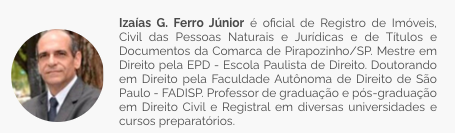 Izaías G. Ferro Júnior é oficial de Registro de Imóveis,
Civil das Pessoas Naturais e Jurídicas e de Títulos e
Documentos da Comarca de Pirapozinho/SP. Mestre em
Direito pela EPD - Escola Paulista de Direito. Doutorando
em Direito pela Faculdade Autônoma de Direito de São
Paulo - FADISP. Professor de graduação e pós-graduação
em Direito Civil e Registral em diversas universidades e
cursos preparatórios.